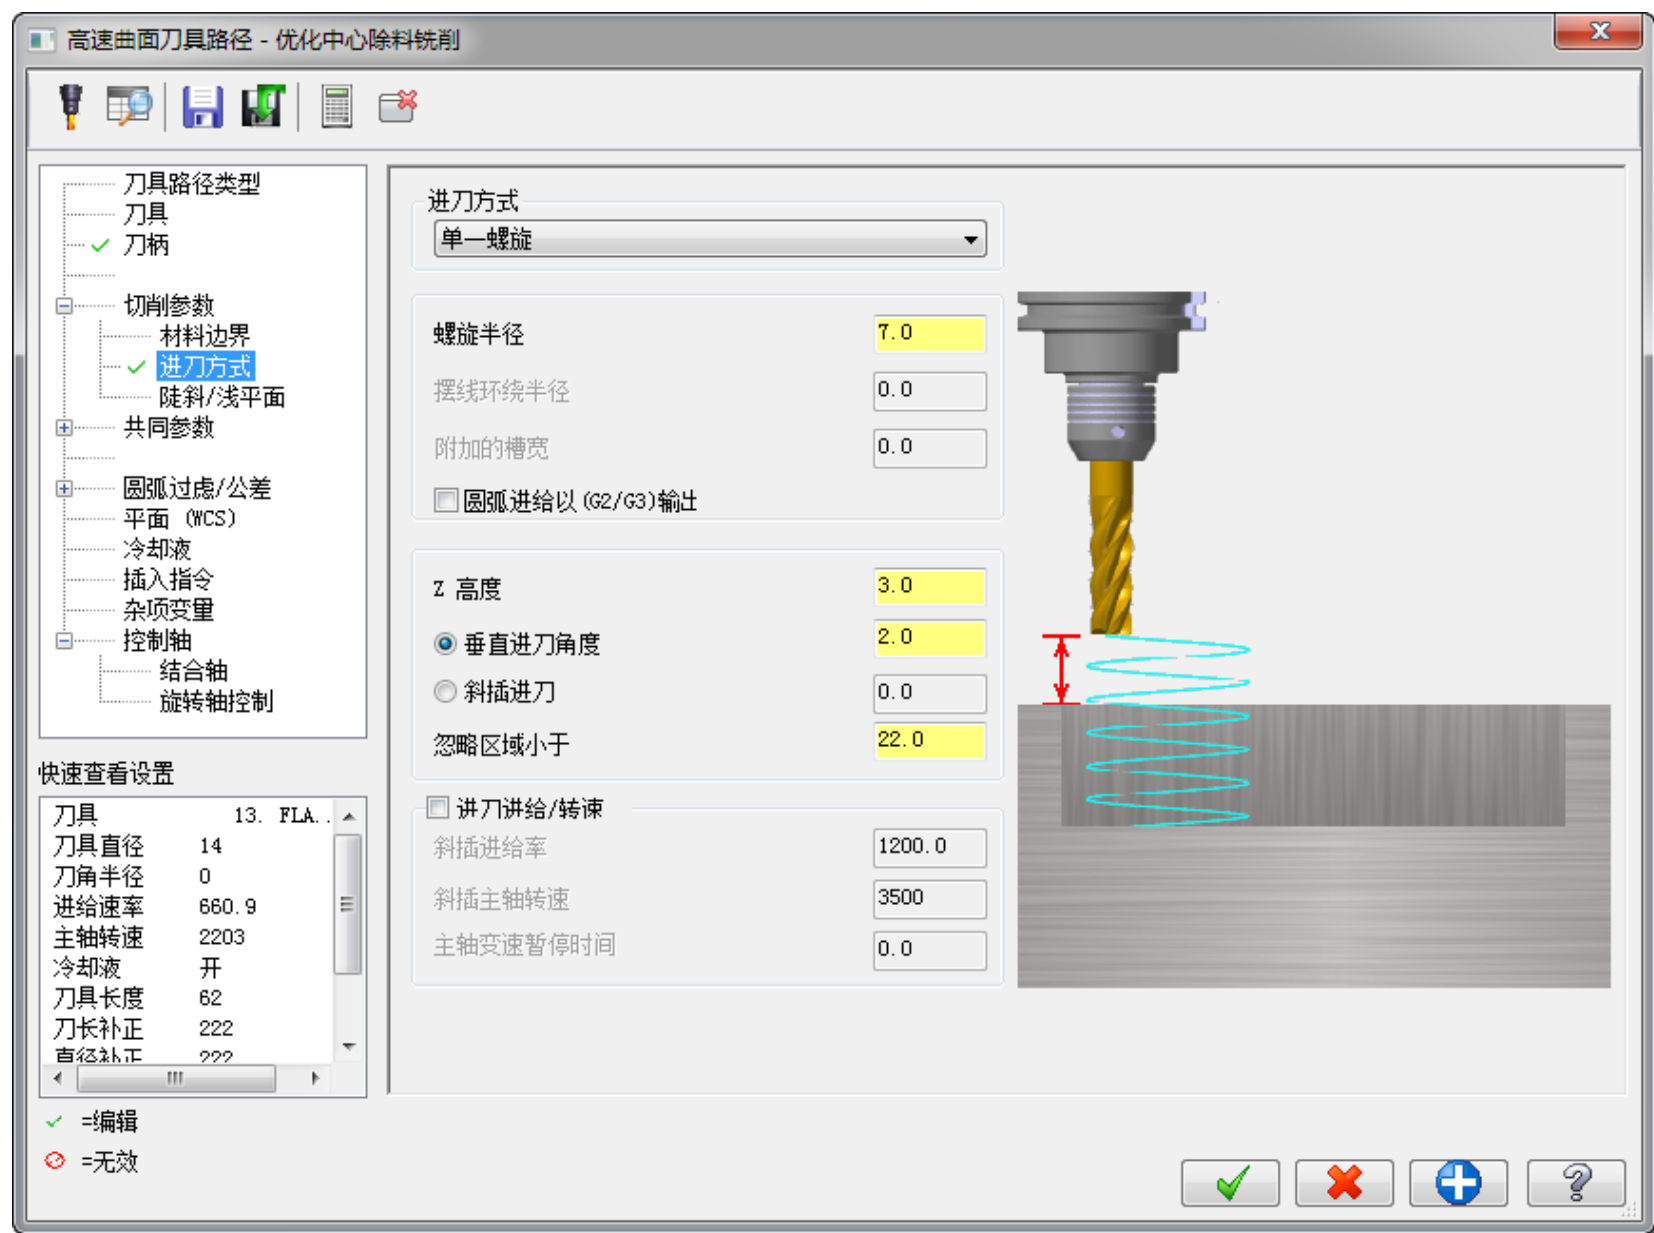 高速曲面刀具路径 - 优化中心除料铣削
刀具路径类型
刀具
刀柄
切削参数
材料边界
进刀方式
陡斜/浅平面
共同参数
圆弧过虑/公差
平面 (WCS)
冷却液
插入指令
杂项变量
控制轴
结合轴
旋转轴控制
快速查看设置
刀具 13. FLA..
刀具直径 14
刀角半径 0
进给速率 660.9
主轴转速 2203
冷却液 开
刀具长度 62
刀长补正 222
直径补正 222
=编辑
=无效
进刀方式
单一螺旋
螺旋半径 7.0
摆线环绕半径 0.0
附加的槽宽 0.0
圆弧进给以(G2/G3)输出
Z 高度 3.0
垂直进刀角度 2.0
斜插进刀 0.0
忽略区域小于 22.0
进刀进给/转速
斜插进给率 1200.0
斜插主轴转速 3500
主轴变速暂停时间 0.0